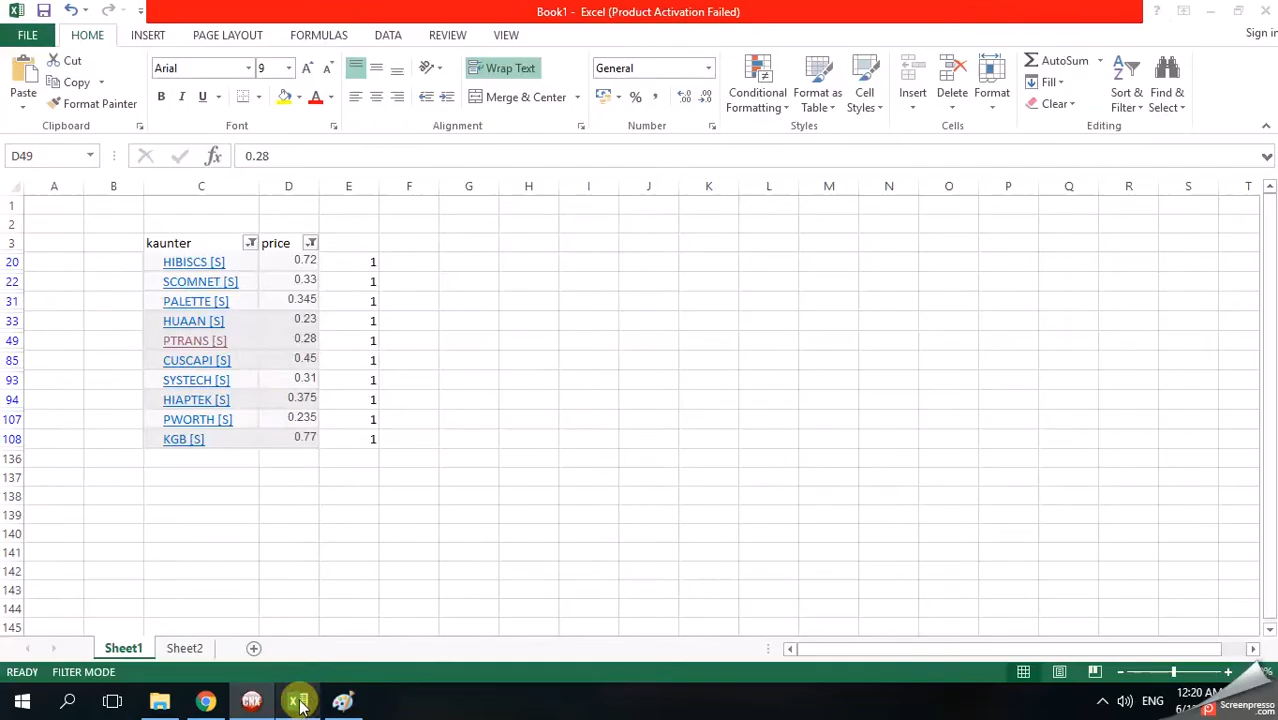 Book1 - Excel (Product Activation Failed)
?
FILE HOME INSERT PAGE LAYOUT FORMULAS DATA REVIEW VIEW Sign in
Paste Cut Copy Format Painter Clipboard
Arial 9 B I U A Font
Wrap Text Merge & Center Alignment
General % , Number
Conditional Formatting Format as Table Cell Styles Styles
Insert Delete Format Cells
AutoSum Fill Clear Sort & Filter Find & Select Editing
D49 fx 0.28
A B C D E F G H I J K L M N O P Q R S T
1
2
3 kaunter price
20 HIBISCS [S] 0.72 1
22 SCOMNET [S] 0.33 1
31 PALETTE [S] 0.345 1
33 HUAAN [S] 0.23 1
49 PTRANS [S] 0.28 1
85 CUSCAPI [S] 0.45 1
93 SYSTECH [S] 0.31 1
94 HIAPTEK [S] 0.375 1
107 PWORTH [S] 0.235 1
108 KGB [S] 0.77 1
136
137
138
139
140
141
142
143
144
145
Sheet1 Sheet2
READY FILTER MODE
ENG 12:20 AM
Screenpresso
.com